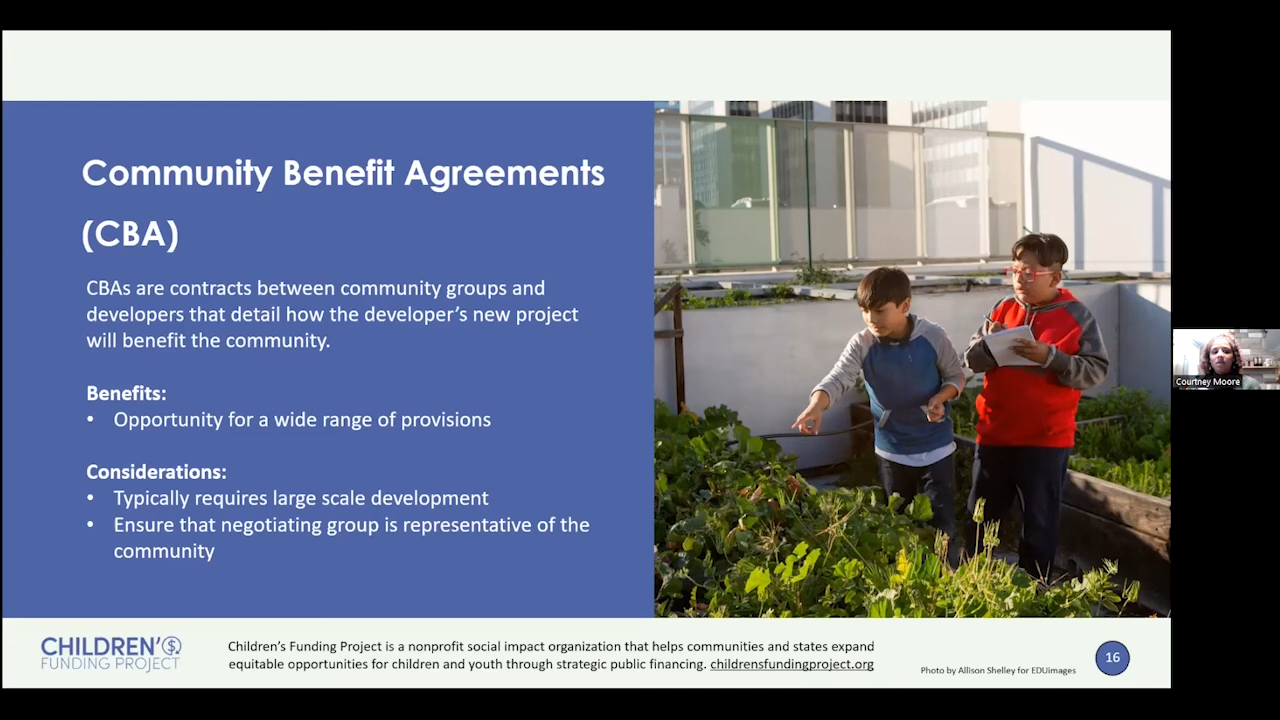 Community Benefit Agreements
(CBA)
CBAs are contracts between community groups and
developers that detail how the developer's new project
will benefit the community.
Benefits:
• Opportunity for a wide range of provisions
Considerations:
• Typically requires large scale development
• Ensure that negotiating group is representative of the
community
Courtney Moore
CHILDREN'S
FUNDING PROJECT
Children's Funding Project is a nonprofit social impact organization that helps communities and states expand
equitable opportunities for children and youth through strategic public financing. childrensfundingproject.org
Photo by Allison Shelley for EDUimages
16